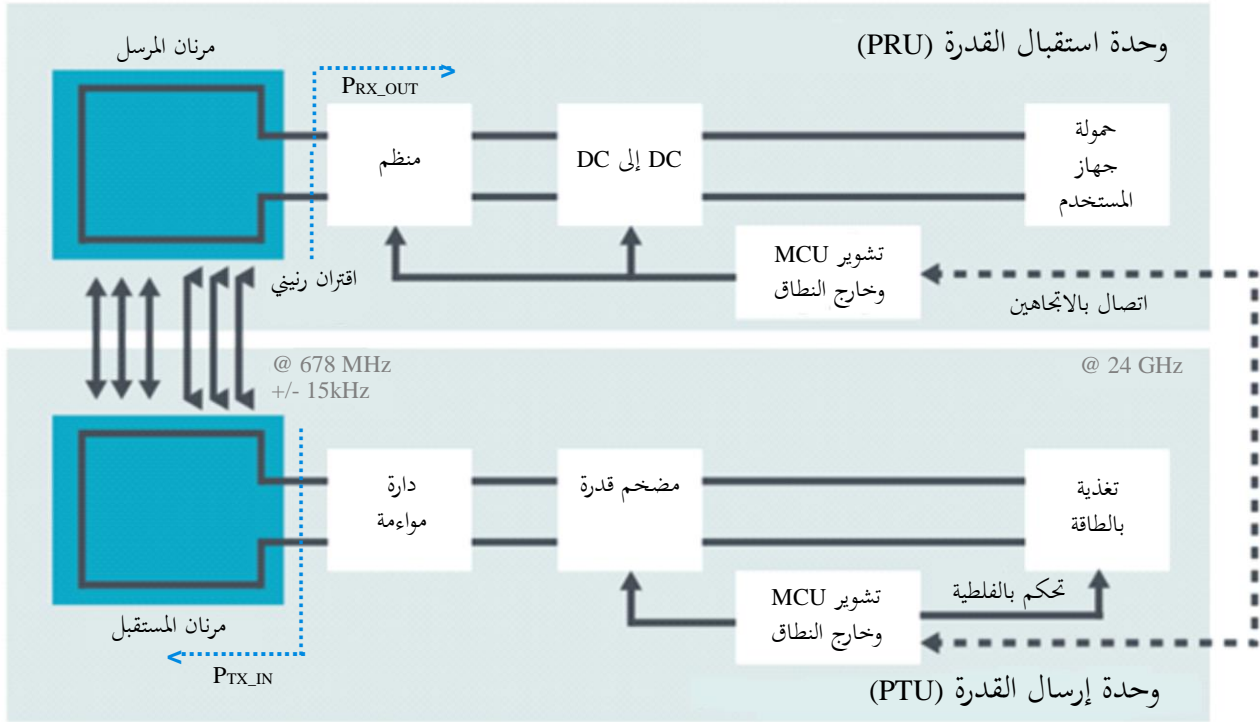 وحدة استقبال القدرة (PRU)
مرنان المرسل
PRX_OUT
منظم
DC إلى DC
حمولة
جهاز
المستخدم
تشوير MCU
وخارج النطاق
اقتران رنيني
اتصال بالاتجاهين
@ 678 MHz
+/- 15kHz
@ 24 GHz
دارة
مواءمة
مضخم قدرة
تغذية
بالطاقة
تحكم بالفلطية
تشوير MCU
وخارج النطاق
مرنان المستقبل
PTX_IN
وحدة إرسال القدرة (PTU)